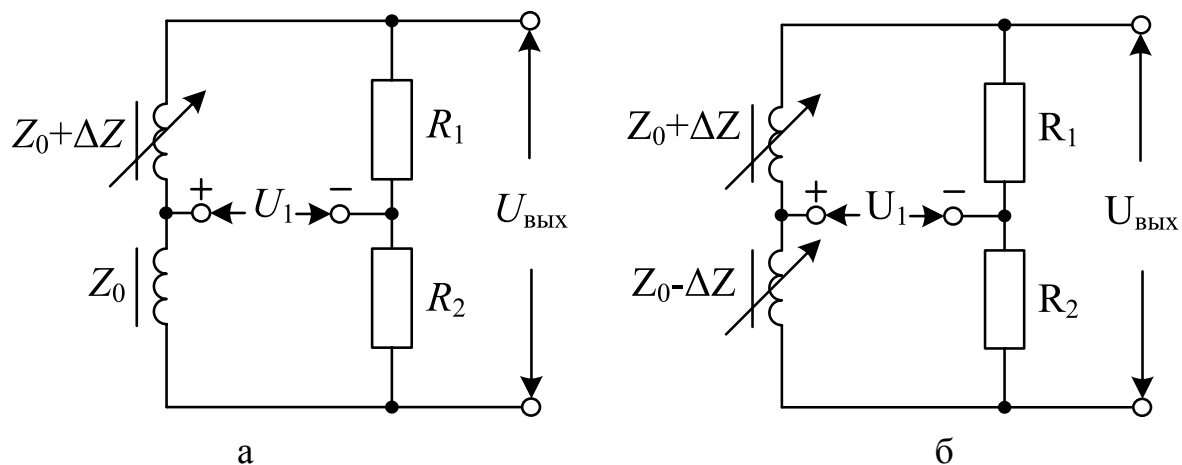 Z₀+ΔZ
R₁
+ U₁ −
Uвых
Z₀
R₂
а
Z₀+ΔZ
R₁
+ U₁ −
Uвых
Z₀-ΔZ
R₂
б